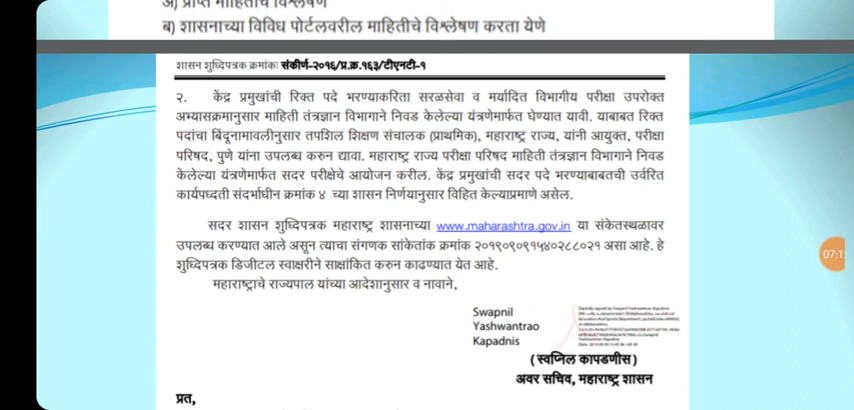 अ) प्राप्त माहितीचे विश्लेषण
ब) शासनाच्या विविध पोर्टलवरील माहितीचे विश्लेषण करता येणे
शासन शुध्दिपत्रक क्रमांकः संकीर्ण-२०१६/प्र.क्र.१६३/टीएनटी-१
२. केंद्र प्रमुखांची रिक्त पदे भरण्याकरिता सरळसेवा व मर्यादित विभागीय परीक्षा उपरोक्त
अभ्यासक्रमानुसार माहिती तंत्रज्ञान विभागाने निवड केलेल्या यंत्रणेमार्फत घेण्यात यावी. याबाबत रिक्त
पदांचा बिंदूनामावलीनुसार तपशिल शिक्षण संचालक (प्राथमिक), महाराष्ट्र राज्य, यांनी आयुक्त, परीक्षा
परिषद, पुणे यांना उपलब्ध करुन द्यावा. महाराष्ट्र राज्य परीक्षा परिषद माहिती तंत्रज्ञान विभागाने निवड
केलेल्या यंत्रणेमार्फत सदर परीक्षेचे आयोजन करील. केंद्र प्रमुखांची सदर पदे भरणेबाबतची उर्वरित
कार्यपध्दती संदर्भाधीन क्रमांक ४ च्या शासन निर्णयानुसार विहित केल्याप्रमाणे असेल.
सदर शासन शुध्दिपत्रक महाराष्ट्र शासनाच्या www.maharashtra.gov.in या संकेतस्थळावर
उपलब्ध करण्यात आले असून त्याचा संगणक सांकेतांक क्रमांक २०१९०९०९१५४०२८८०२१ असा आहे. हे
शुध्दिपत्रक डिजीटल स्वाक्षरीने साक्षांकित करुन काढण्यात येत आहे.
महाराष्ट्राचे राज्यपाल यांच्या आदेशानुसार व नावाने,
Swapnil
Yashwantrao
Kapadnis
(स्वप्निल कापडणीस)
अवर सचिव, महाराष्ट्र शासन
प्रत,